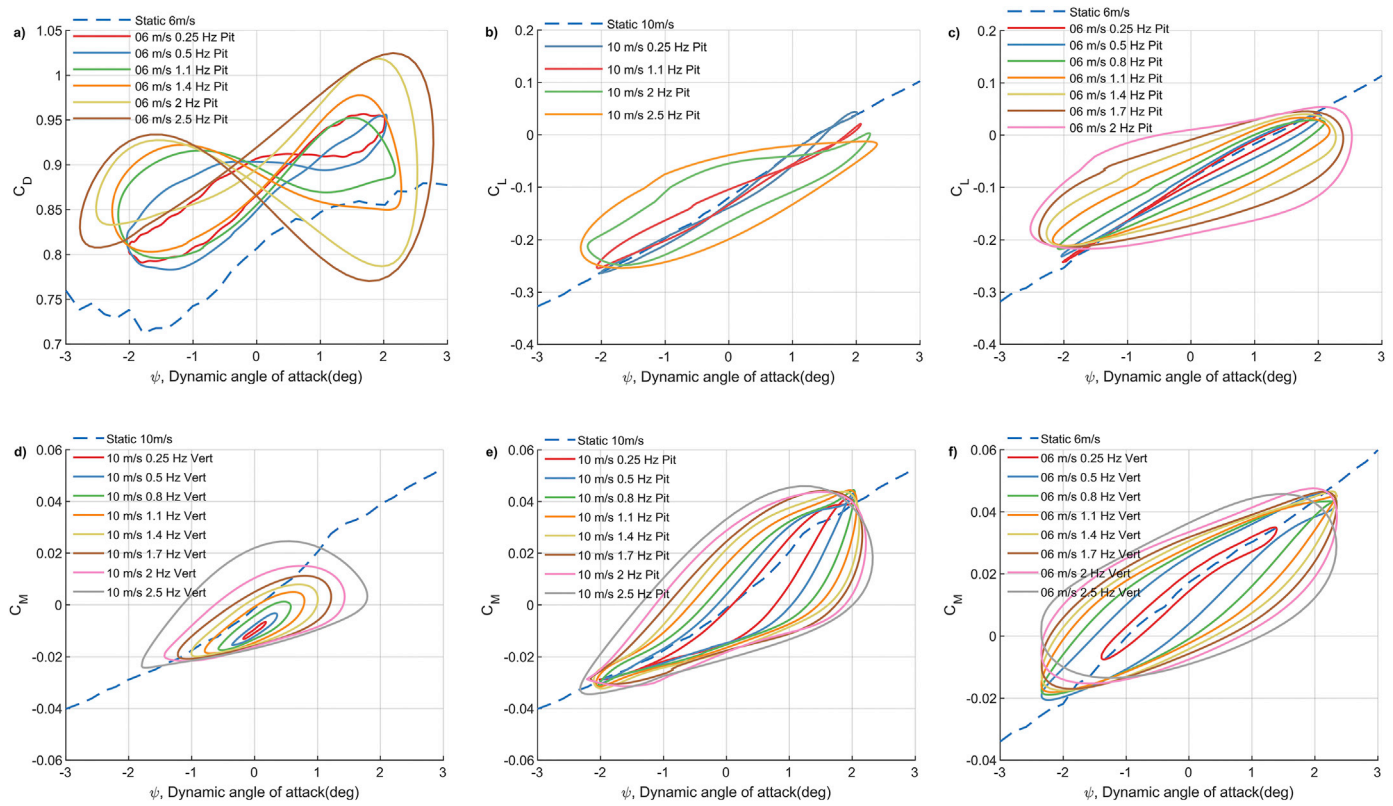 a)
Static 6m/s
06 m/s 0.25 Hz Pit
06 m/s 0.5 Hz Pit
06 m/s 1.1 Hz Pit
06 m/s 1.4 Hz Pit
06 m/s 2 Hz Pit
06 m/s 2.5 Hz Pit
1.05
1
0.95
0.9
0.85
0.8
0.75
0.7
C_D
-3 -2 -1 0 1 2 3
ψ, Dynamic angle of attack(deg)
b)
Static 10m/s
10 m/s 0.25 Hz Pit
10 m/s 1.1 Hz Pit
10 m/s 2 Hz Pit
10 m/s 2.5 Hz Pit
0.2
0.1
0
-0.1
-0.2
-0.3
-0.4
C_L
-3 -2 -1 0 1 2 3
ψ, Dynamic angle of attack(deg)
c)
Static 6m/s
06 m/s 0.25 Hz Pit
06 m/s 0.5 Hz Pit
06 m/s 0.8 Hz Pit
06 m/s 1.1 Hz Pit
06 m/s 1.4 Hz Pit
06 m/s 1.7 Hz Pit
06 m/s 2 Hz Pit
0.2
0.1
0
-0.1
-0.2
-0.3
-0.4
C_L
-3 -2 -1 0 1 2 3
ψ, Dynamic angle of attack(deg)
d)
Static 10m/s
10 m/s 0.25 Hz Vert
10 m/s 0.5 Hz Vert
10 m/s 0.8 Hz Vert
10 m/s 1.1 Hz Vert
10 m/s 1.4 Hz Vert
10 m/s 1.7 Hz Vert
10 m/s 2 Hz Vert
10 m/s 2.5 Hz Vert
0.06
0.04
0.02
0
-0.02
-0.04
-0.06
C_M
-3 -2 -1 0 1 2 3
ψ, Dynamic angle of attack(deg)
e)
Static 10m/s
10 m/s 0.25 Hz Pit
10 m/s 0.5 Hz Pit
10 m/s 0.8 Hz Pit
10 m/s 1.1 Hz Pit
10 m/s 1.4 Hz Pit
10 m/s 1.7 Hz Pit
10 m/s 2 Hz Pit
10 m/s 2.5 Hz Pit
0.06
0.04
0.02
0
-0.02
-0.04
-0.06
C_M
-3 -2 -1 0 1 2 3
ψ, Dynamic angle of attack(deg)
f)
Static 6m/s
06 m/s 0.25 Hz Vert
06 m/s 0.5 Hz Vert
06 m/s 0.8 Hz Vert
06 m/s 1.1 Hz Vert
06 m/s 1.4 Hz Vert
06 m/s 1.7 Hz Vert
06 m/s 2 Hz Vert
06 m/s 2.5 Hz Vert
0.06
0.04
0.02
0
-0.02
-0.04
C_M
-3 -2 -1 0 1 2 3
ψ, Dynamic angle of attack(deg)